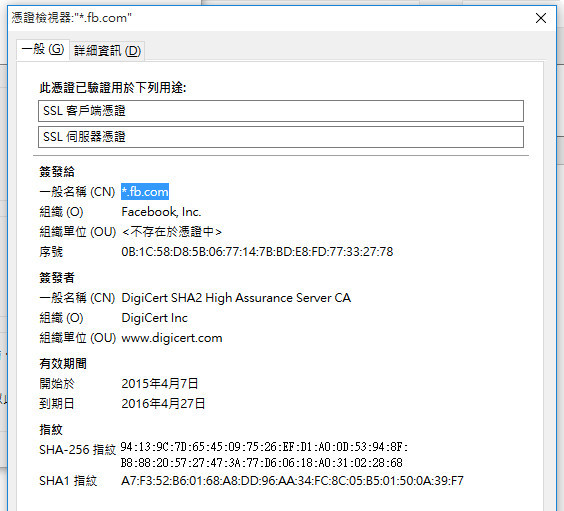 憑證檢視器:"*.fb.com"
一般 (G) 詳細資訊 (D)
此憑證已驗證用於下列用途:
SSL 客戶端憑證
SSL 伺服器憑證
簽發給
一般名稱 (CN) *.fb.com
組織 (O) Facebook, Inc.
組織單位 (OU) <不存在於憑證中>
序號 0B:1C:58:D8:5B:06:77:14:7B:BD:E8:FD:77:33:27:78
簽發者
一般名稱 (CN) DigiCert SHA2 High Assurance Server CA
組織 (O) DigiCert Inc
組織單位 (OU) www.digicert.com
有效期間
開始於 2015年4月7日
到期日 2016年4月27日
指紋
SHA-256 指紋 94:13:9C:7D:65:45:09:75:26:EF:D1:A0:0D:53:94:8F:
B8:88:20:57:27:47:3A:77:D6:06:18:A0:31:02:28:68
SHA1 指紋 A7:F3:52:B6:01:68:A8:DD:96:AA:34:FC:8C:05:B5:01:50:0A:39:F7